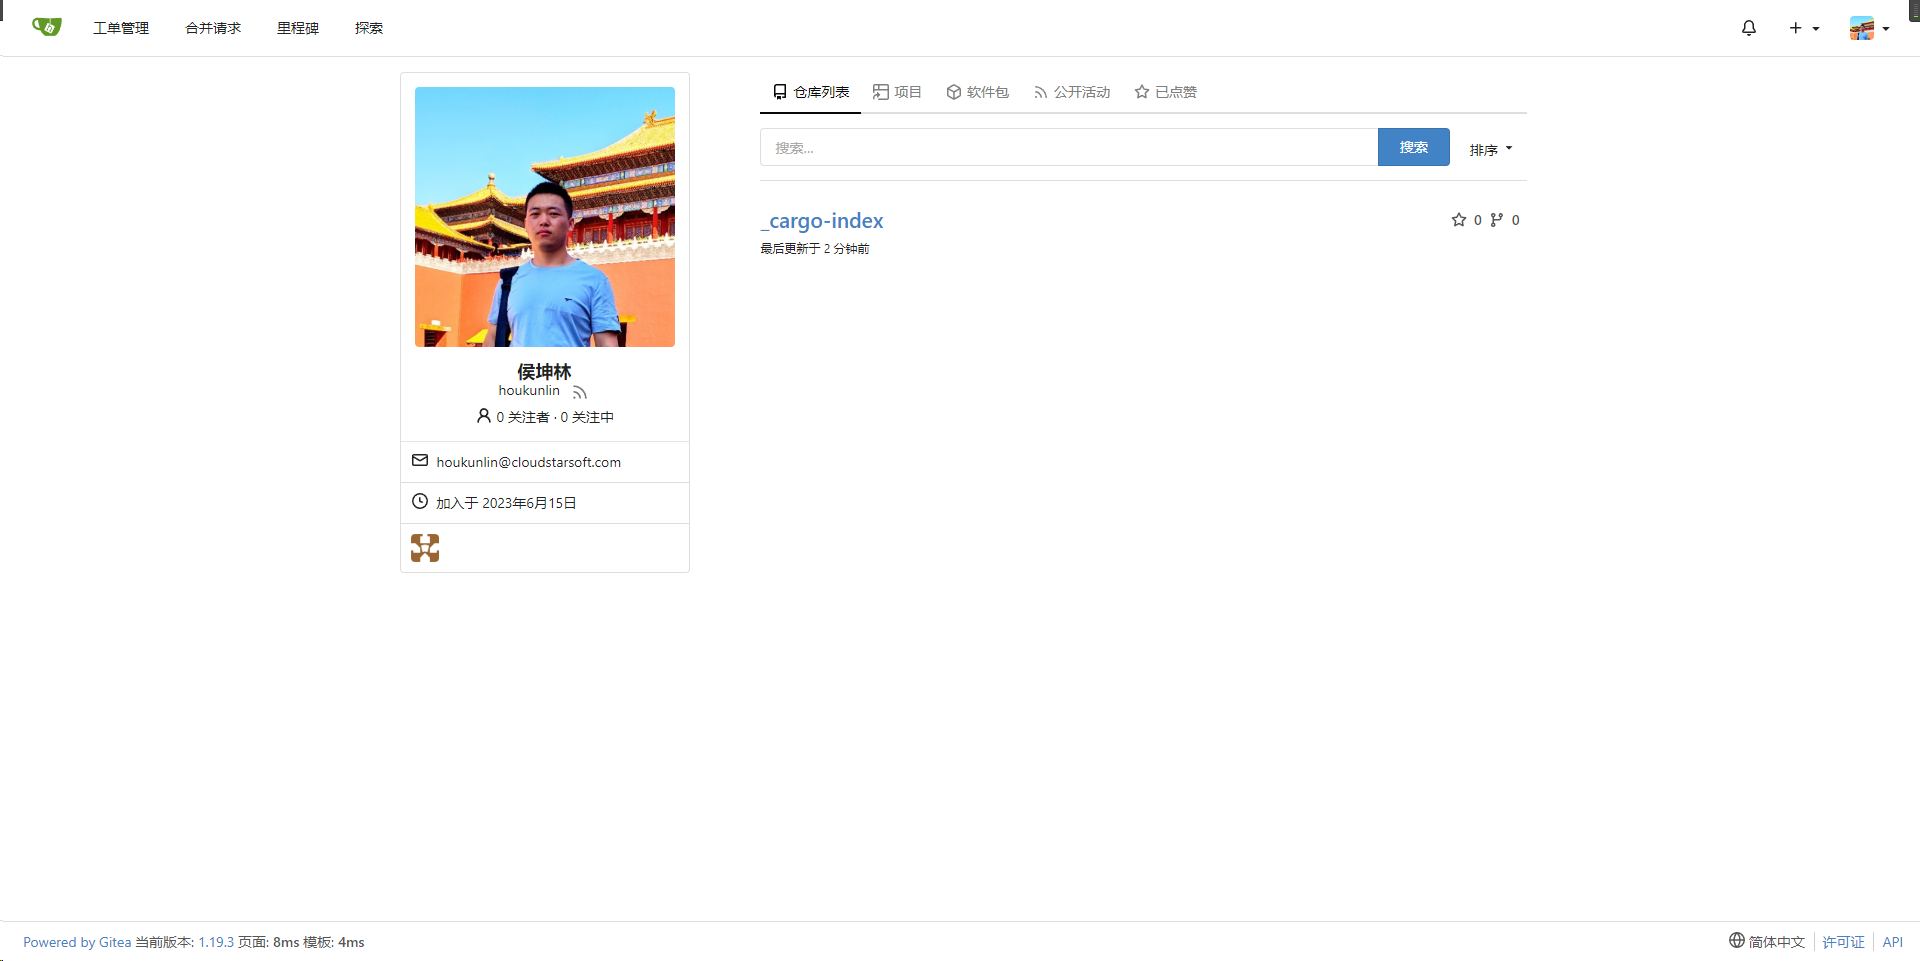 工单管理 合并请求 里程碑 探索
仓库列表 项目 软件包 公开活动 已点赞
搜索... 搜索 排序
_cargo-index 0 0
最后更新于 2 分钟前
侯坤林
houkunlin
0 关注者 · 0 关注中
houkunlin@cloudstarsoft.com
加入于 2023年6月15日
Powered by Gitea 当前版本: 1.19.3 页面: 8ms 模板: 4ms 简体中文 许可证 API